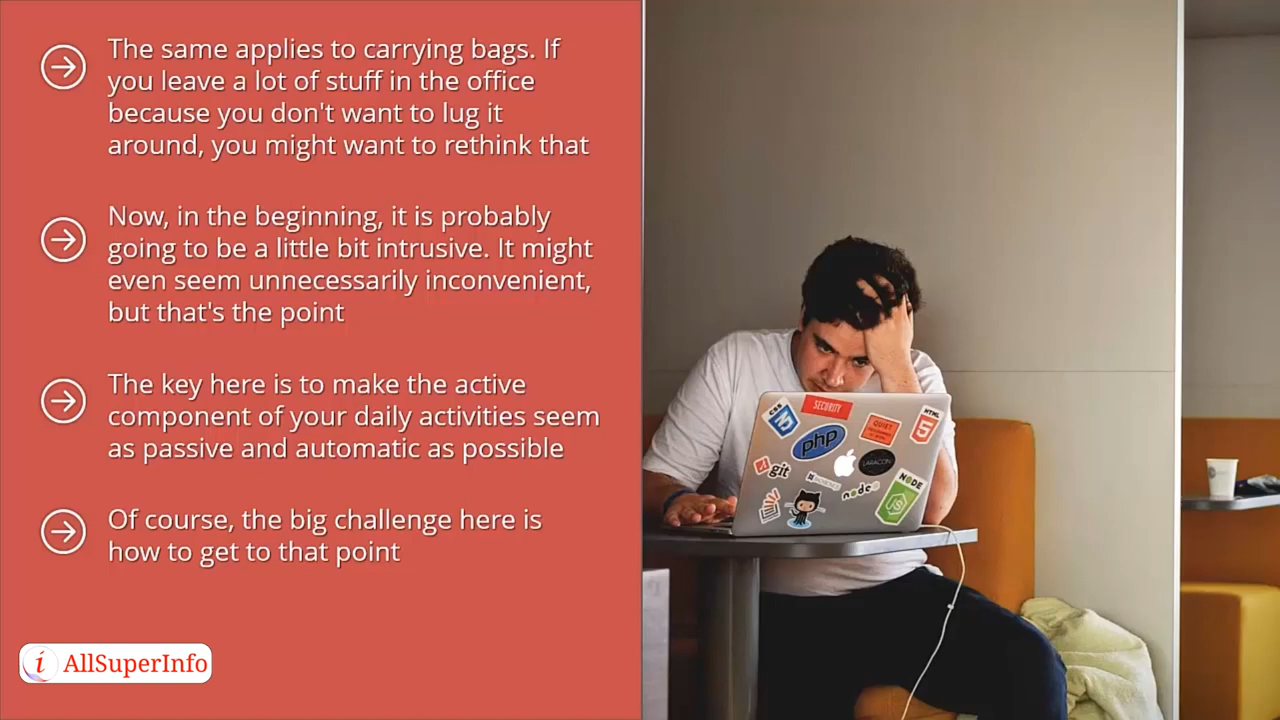 The same applies to carrying bags. If
you leave a lot of stuff in the office
because you don't want to lug it
around, you might want to rethink that
Now, in the beginning, it is probably
going to be a little bit intrusive. It might
even seem unnecessarily inconvenient,
but that's the point
The key here is to make the active
component of your daily activities seem
as passive and automatic as possible
Of course, the big challenge here is
how to get to that point
i AllSuperInfo
CSS
SECURITY
HTML
QUIET
php
LARACON
git
node
NODE
JS